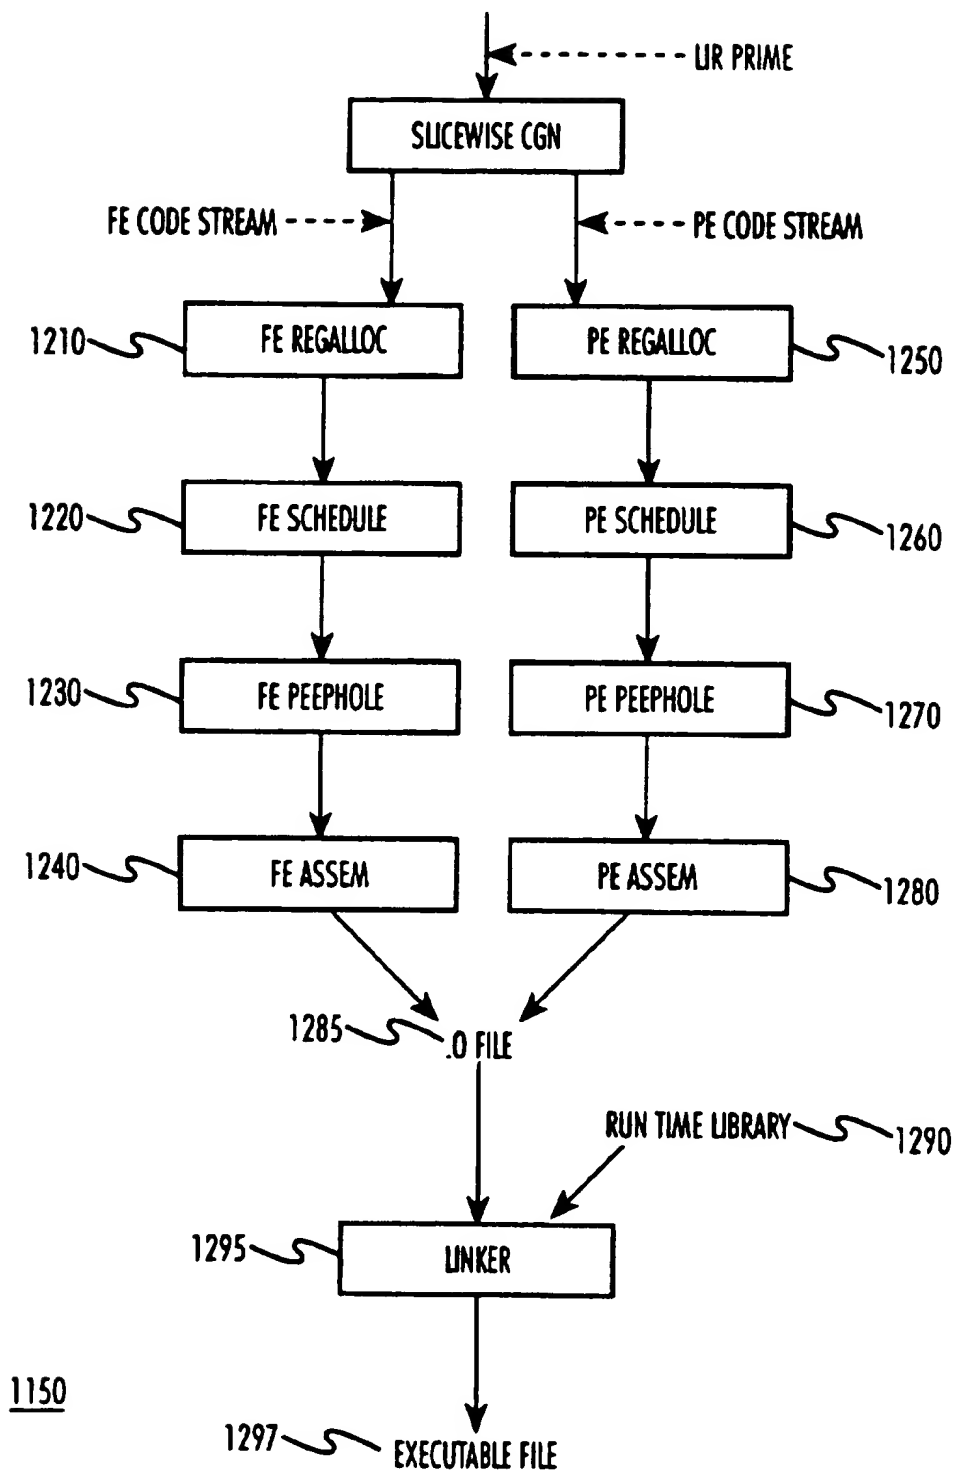 LIR PRIME
SLICEWISE CGN
FE CODE STREAM
PE CODE STREAM
1210
FE REGALLOC
PE REGALLOC
1250
1220
FE SCHEDULE
PE SCHEDULE
1260
1230
FE PEEPHOLE
PE PEEPHOLE
1270
1240
FE ASSEM
PE ASSEM
1280
1285
.O FILE
RUN TIME LIBRARY
1290
1295
LINKER
1150
1297
EXECUTABLE FILE